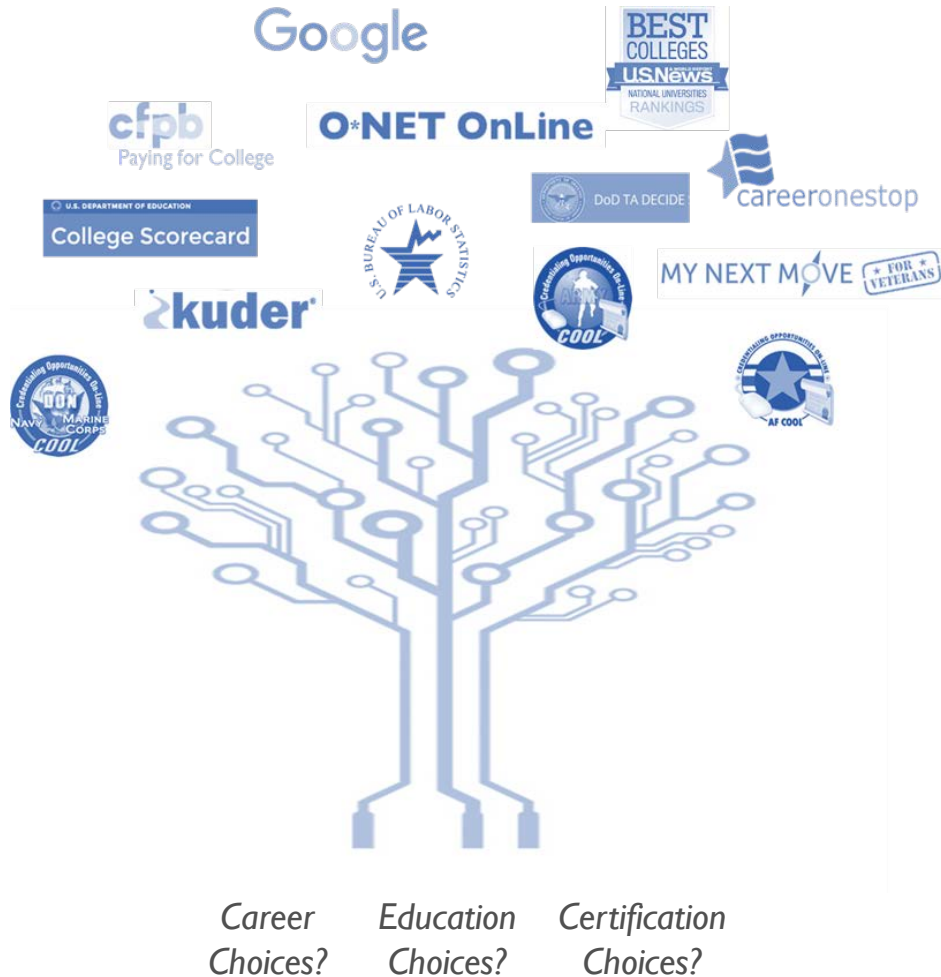 Google
BEST
COLLEGES
U.S.News
NATIONAL UNIVERSITIES
RANKINGS
cfpb
Paying for College
O*NET OnLine
careeronestop
DoD TA DECIDE
U.S. DEPARTMENT OF EDUCATION
College Scorecard
U.S. BUREAU OF LABOR STATISTICS
MY NEXT MOVE
FOR
VETERANS
Credentialing Opportunities On-Line
ARMY
COOL
kuder®
Credentialing Opportunities On-Line
DON
NAVY MARINE
CORPS
COOL
CREDENTIALING OPPORTUNITIES ON-LINE
AF COOL
Career Education Certification
Choices? Choices? Choices?